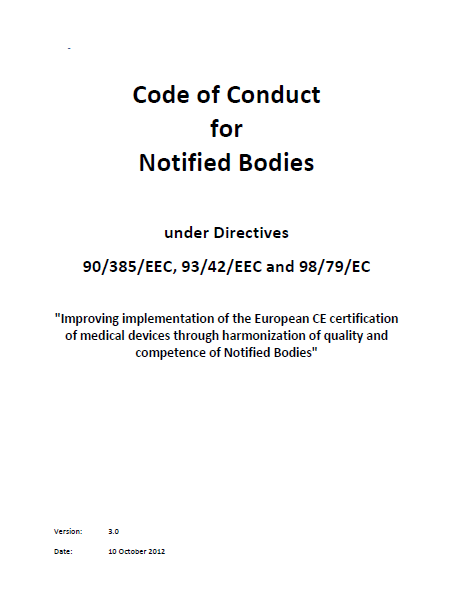 -
Code of Conduct
for
Notified Bodies
under Directives
90/385/EEC, 93/42/EEC and 98/79/EC
"Improving implementation of the European CE certification
of medical devices through harmonization of quality and
competence of Notified Bodies"
Version: 3.0
Date: 10 October 2012